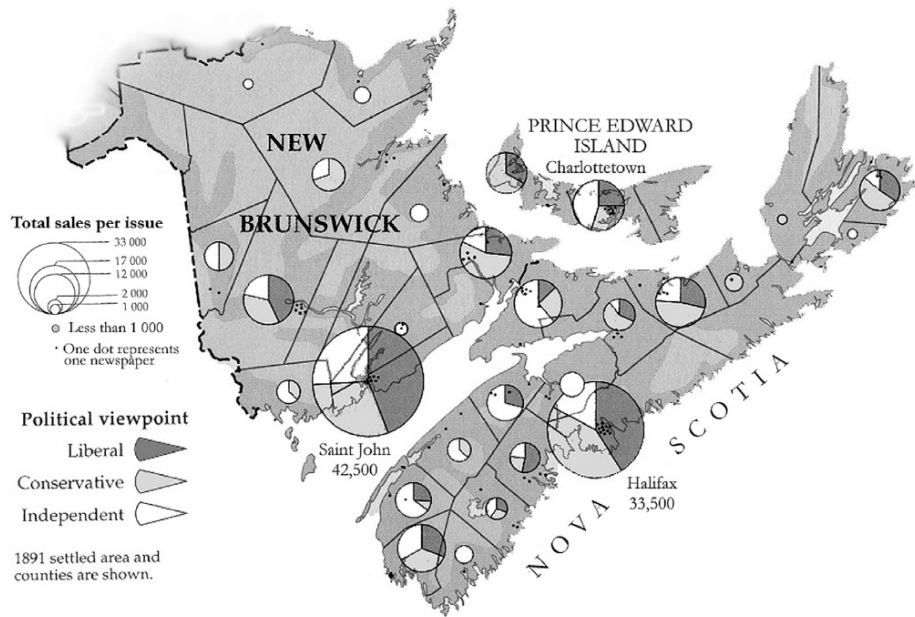 PRINCE EDWARD
ISLAND
Charlottetown
NEW
BRUNSWICK
Total sales per issue
33 000
17 000
12 000
2 000
1 000
Less than 1 000
One dot represents
one newspaper
Political viewpoint
Liberal
Conservative
Independent
1891 settled area and
counties are shown.
Saint John
42,500
Halifax
33,500
NOVA SCOTIA